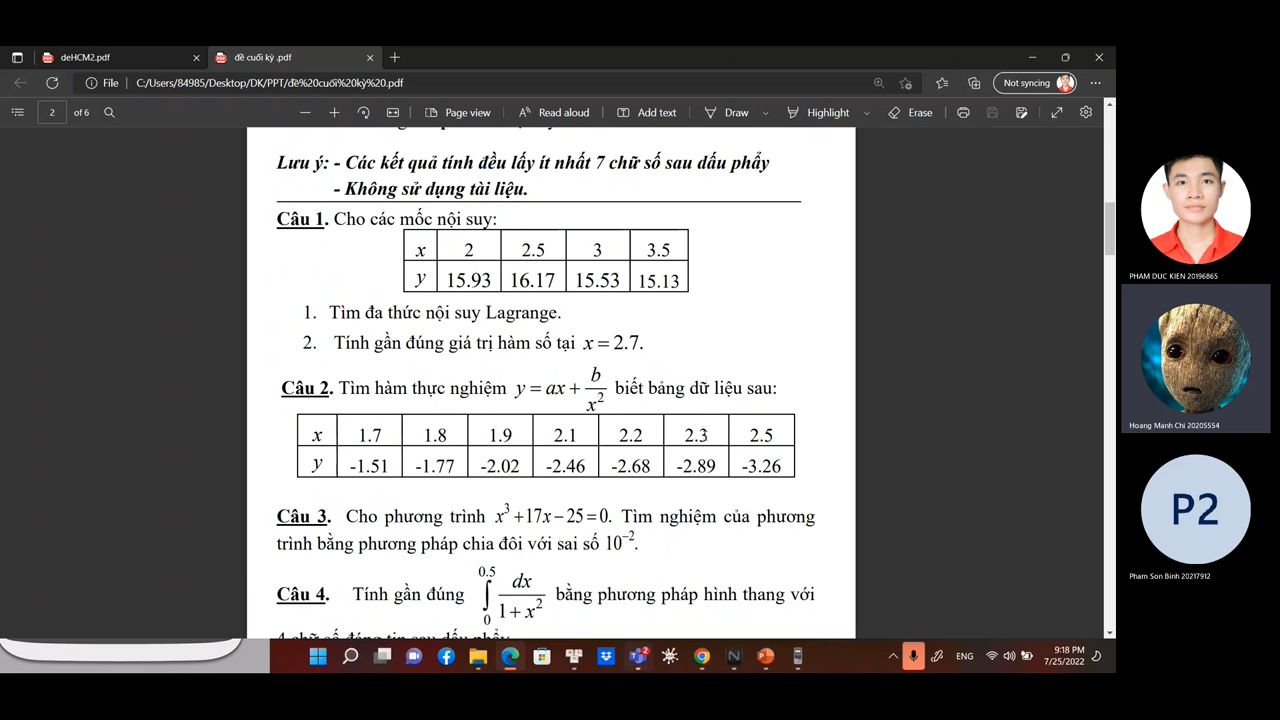 deHCM2.pdf
đề cuối kỳ .pdf
File C:/Users/84985/Desktop/DK/PPT/đề%20cuối%20kỳ%20.pdf
Not syncing
2 of 6
Page view
Read aloud
Add text
Draw
Highlight
Erase
Lưu ý: - Các kết quả tính đều lấy ít nhất 7 chữ số sau dấu phẩy
- Không sử dụng tài liệu.
Câu 1. Cho các mốc nội suy:
x 2 2.5 3 3.5
y 15.93 16.17 15.53 15.13
1. Tìm đa thức nội suy Lagrange.
2. Tính gần đúng giá trị hàm số tại x = 2.7.
Câu 2. Tìm hàm thực nghiệm y = ax + b/x² biết bảng dữ liệu sau:
x 1.7 1.8 1.9 2.1 2.2 2.3 2.5
y -1.51 -1.77 -2.02 -2.46 -2.68 -2.89 -3.26
Câu 3. Cho phương trình x³ + 17x − 25 = 0. Tìm nghiệm của phương
trình bằng phương pháp chia đôi với sai số 10⁻².
Câu 4. Tính gần đúng ∫₀^0.5 dx/(1 + x²) bằng phương pháp hình thang với
4 chữ số đáng tin sau dấu phẩy
PHAM DUC KIEN 20196865
Hoang Manh Chi 20205554
P2
Pham Son Binh 20217912
2
ENG
9:18 PM
7/25/2022